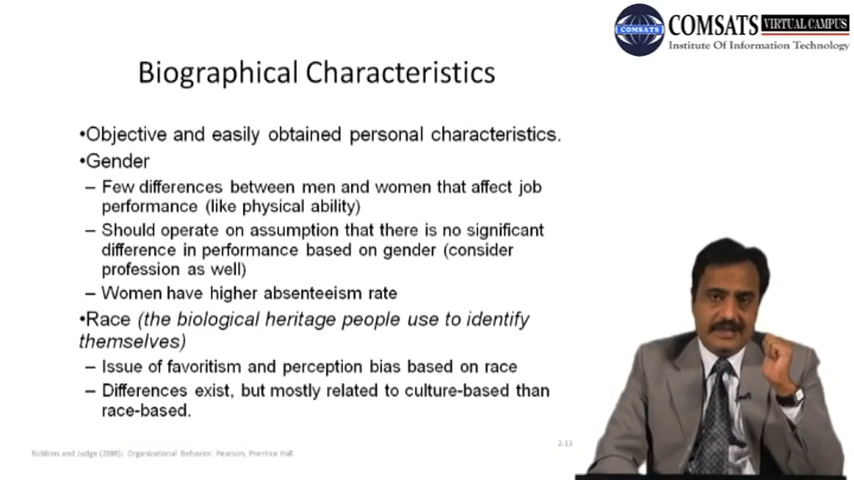 COMSATS
COMSATS VIRTUAL CAMPUS
Institute Of Information Technology
Biographical Characteristics
•Objective and easily obtained personal characteristics.
•Gender
– Few differences between men and women that affect job
performance (like physical ability)
– Should operate on assumption that there is no significant
difference in performance based on gender (consider
profession as well)
– Women have higher absenteeism rate
•Race (the biological heritage people use to identify
themselves)
– Issue of favoritism and perception bias based on race
– Differences exist, but mostly related to culture-based than
race-based.
2-13
Robbins and Judge (2008): Organizational Behavior, Pearson, Prentice Hall